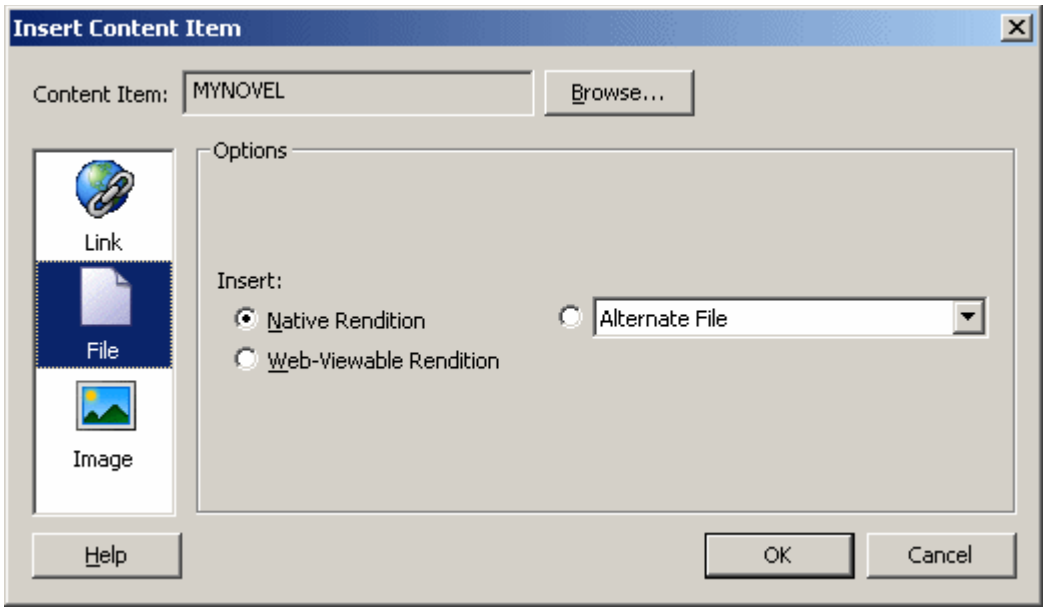 Insert Content Item
Content Item: MYNOVEL Browse...
Options
Link
Insert:
Native Rendition Alternate File
File
Web-Viewable Rendition
Image
Help OK Cancel